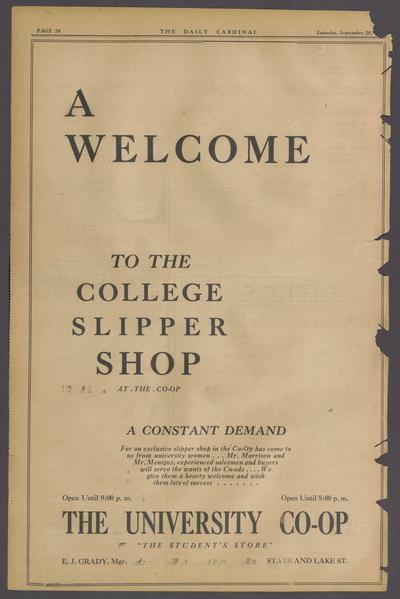 PAGE 16 THE DAILY CARDINAL Saturday, September 28,
A
WELCOME
TO THE
COLLEGE
SLIPPER
SHOP
AT . THE . CO-OP
A CONSTANT DEMAND
For an exclusive slipper shop in the Co-Op has come to
us from university women . . . Mr. Morrison and
Mr. Menigoz, experienced salesmen and buyers
will serve the wants of the Co-eds . . . . We
give them a hearty welcome and wish
them lots of success . . . . . . .
Open Until 9:00 p. m. Open Until 9:00 p. m.
THE UNIVERSITY CO-OP
"THE STUDENT'S STORE"
E. J. GRADY, Mgr. STATE AND LAKE ST.